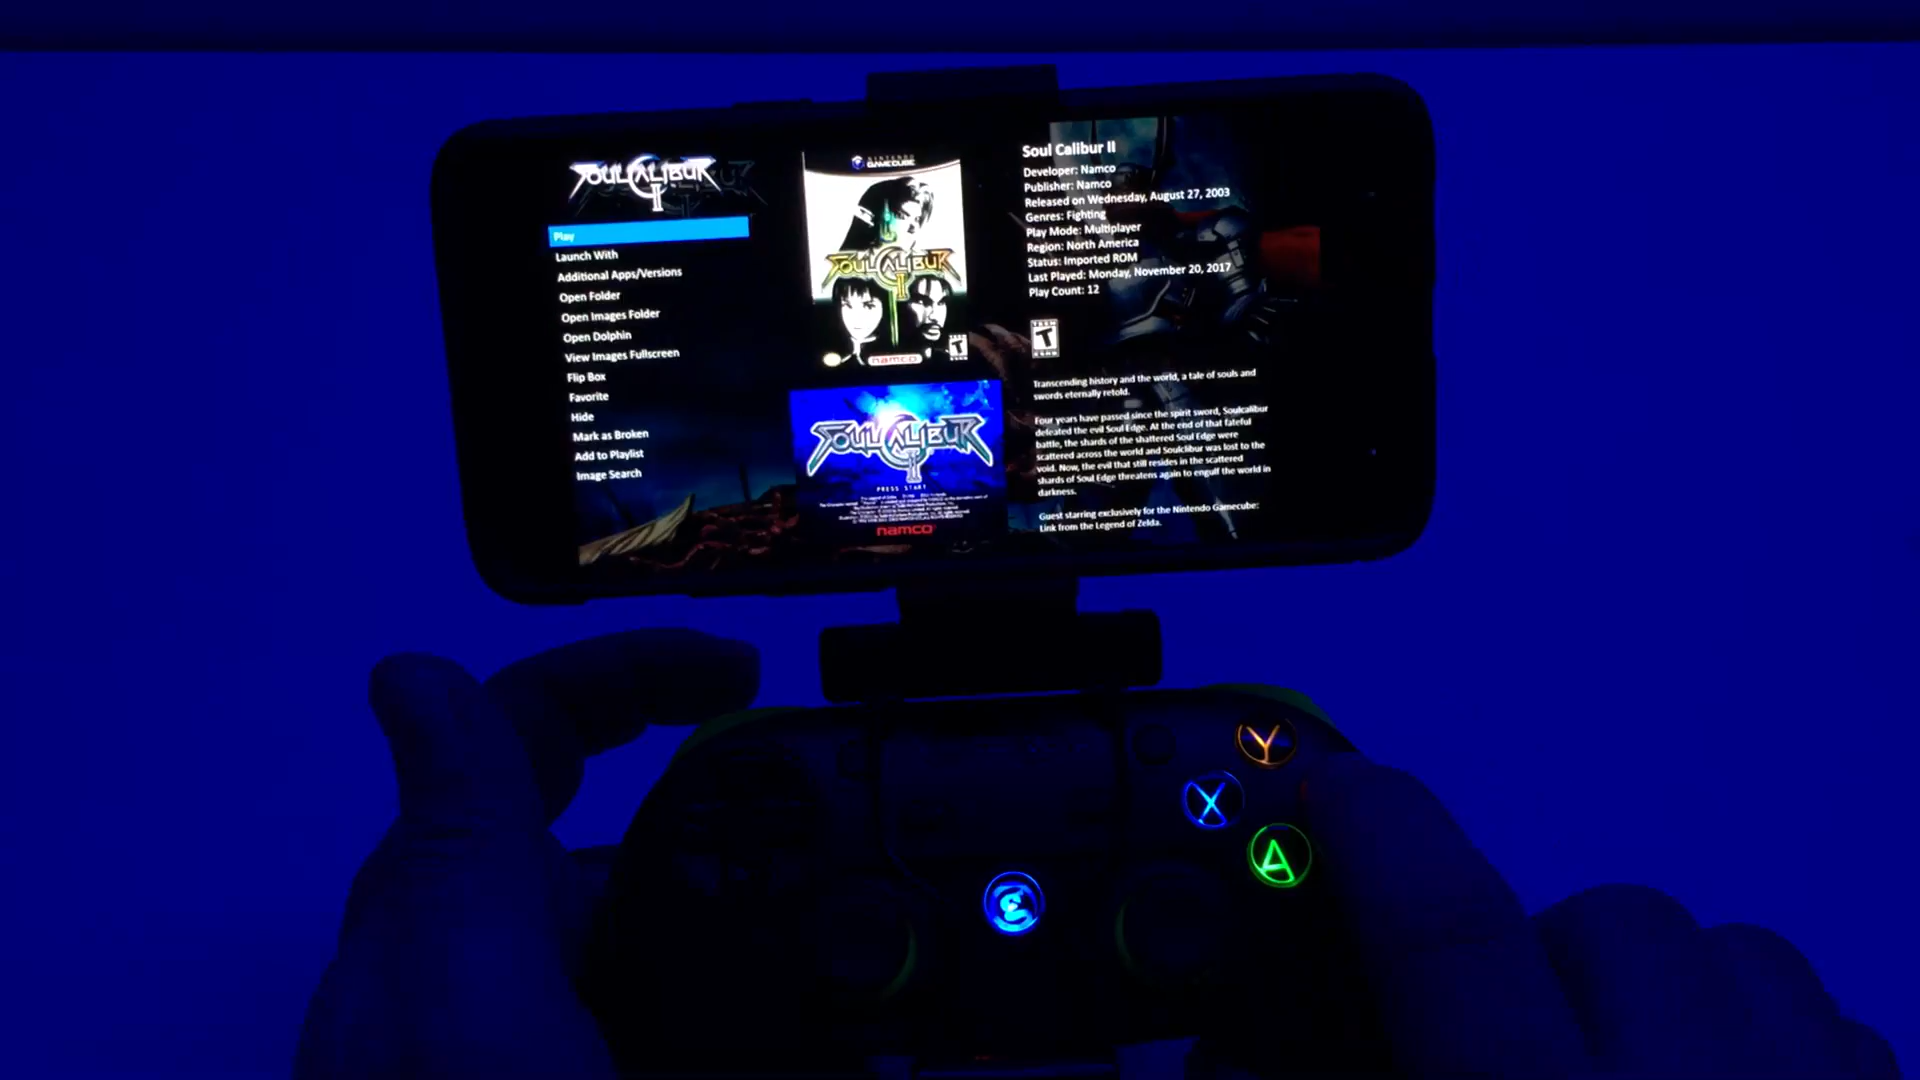 SOULCALIBUR
II
Play
Launch With
Additional Apps/Versions
Open Folder
Open Images Folder
Open Dolphin
View Images Fullscreen
Flip Box
Favorite
Hide
Mark as Broken
Add to Playlist
Image Search
NINTENDO
GAMECUBE
SOULCALIBUR
II
namco
T
SOULCALIBUR
II
PRESS START
namco
Soul Calibur II
Developer: Namco
Publisher: Namco
Released on Wednesday, August 27, 2003
Genres: Fighting
Play Mode: Multiplayer
Region: North America
Status: Imported ROM
Last Played: Monday, November 20, 2017
Play Count: 12
TEEN
T
ESRB
Transcending history and the world, a tale of souls and
swords eternally retold.
Four years have passed since the spirit sword, Soulcalibur
defeated the evil Soul Edge. At the end of that fateful
battle, the shards of the shattered Soul Edge were
scattered across the world and Soulclibur was lost to the
void. Now, the evil that still resides in the scattered
shards of Soul Edge threatens again to engulf the world in
darkness.
Guest starring exclusively for the Nintendo Gamecube:
Link from the Legend of Zelda.
Y
X
A